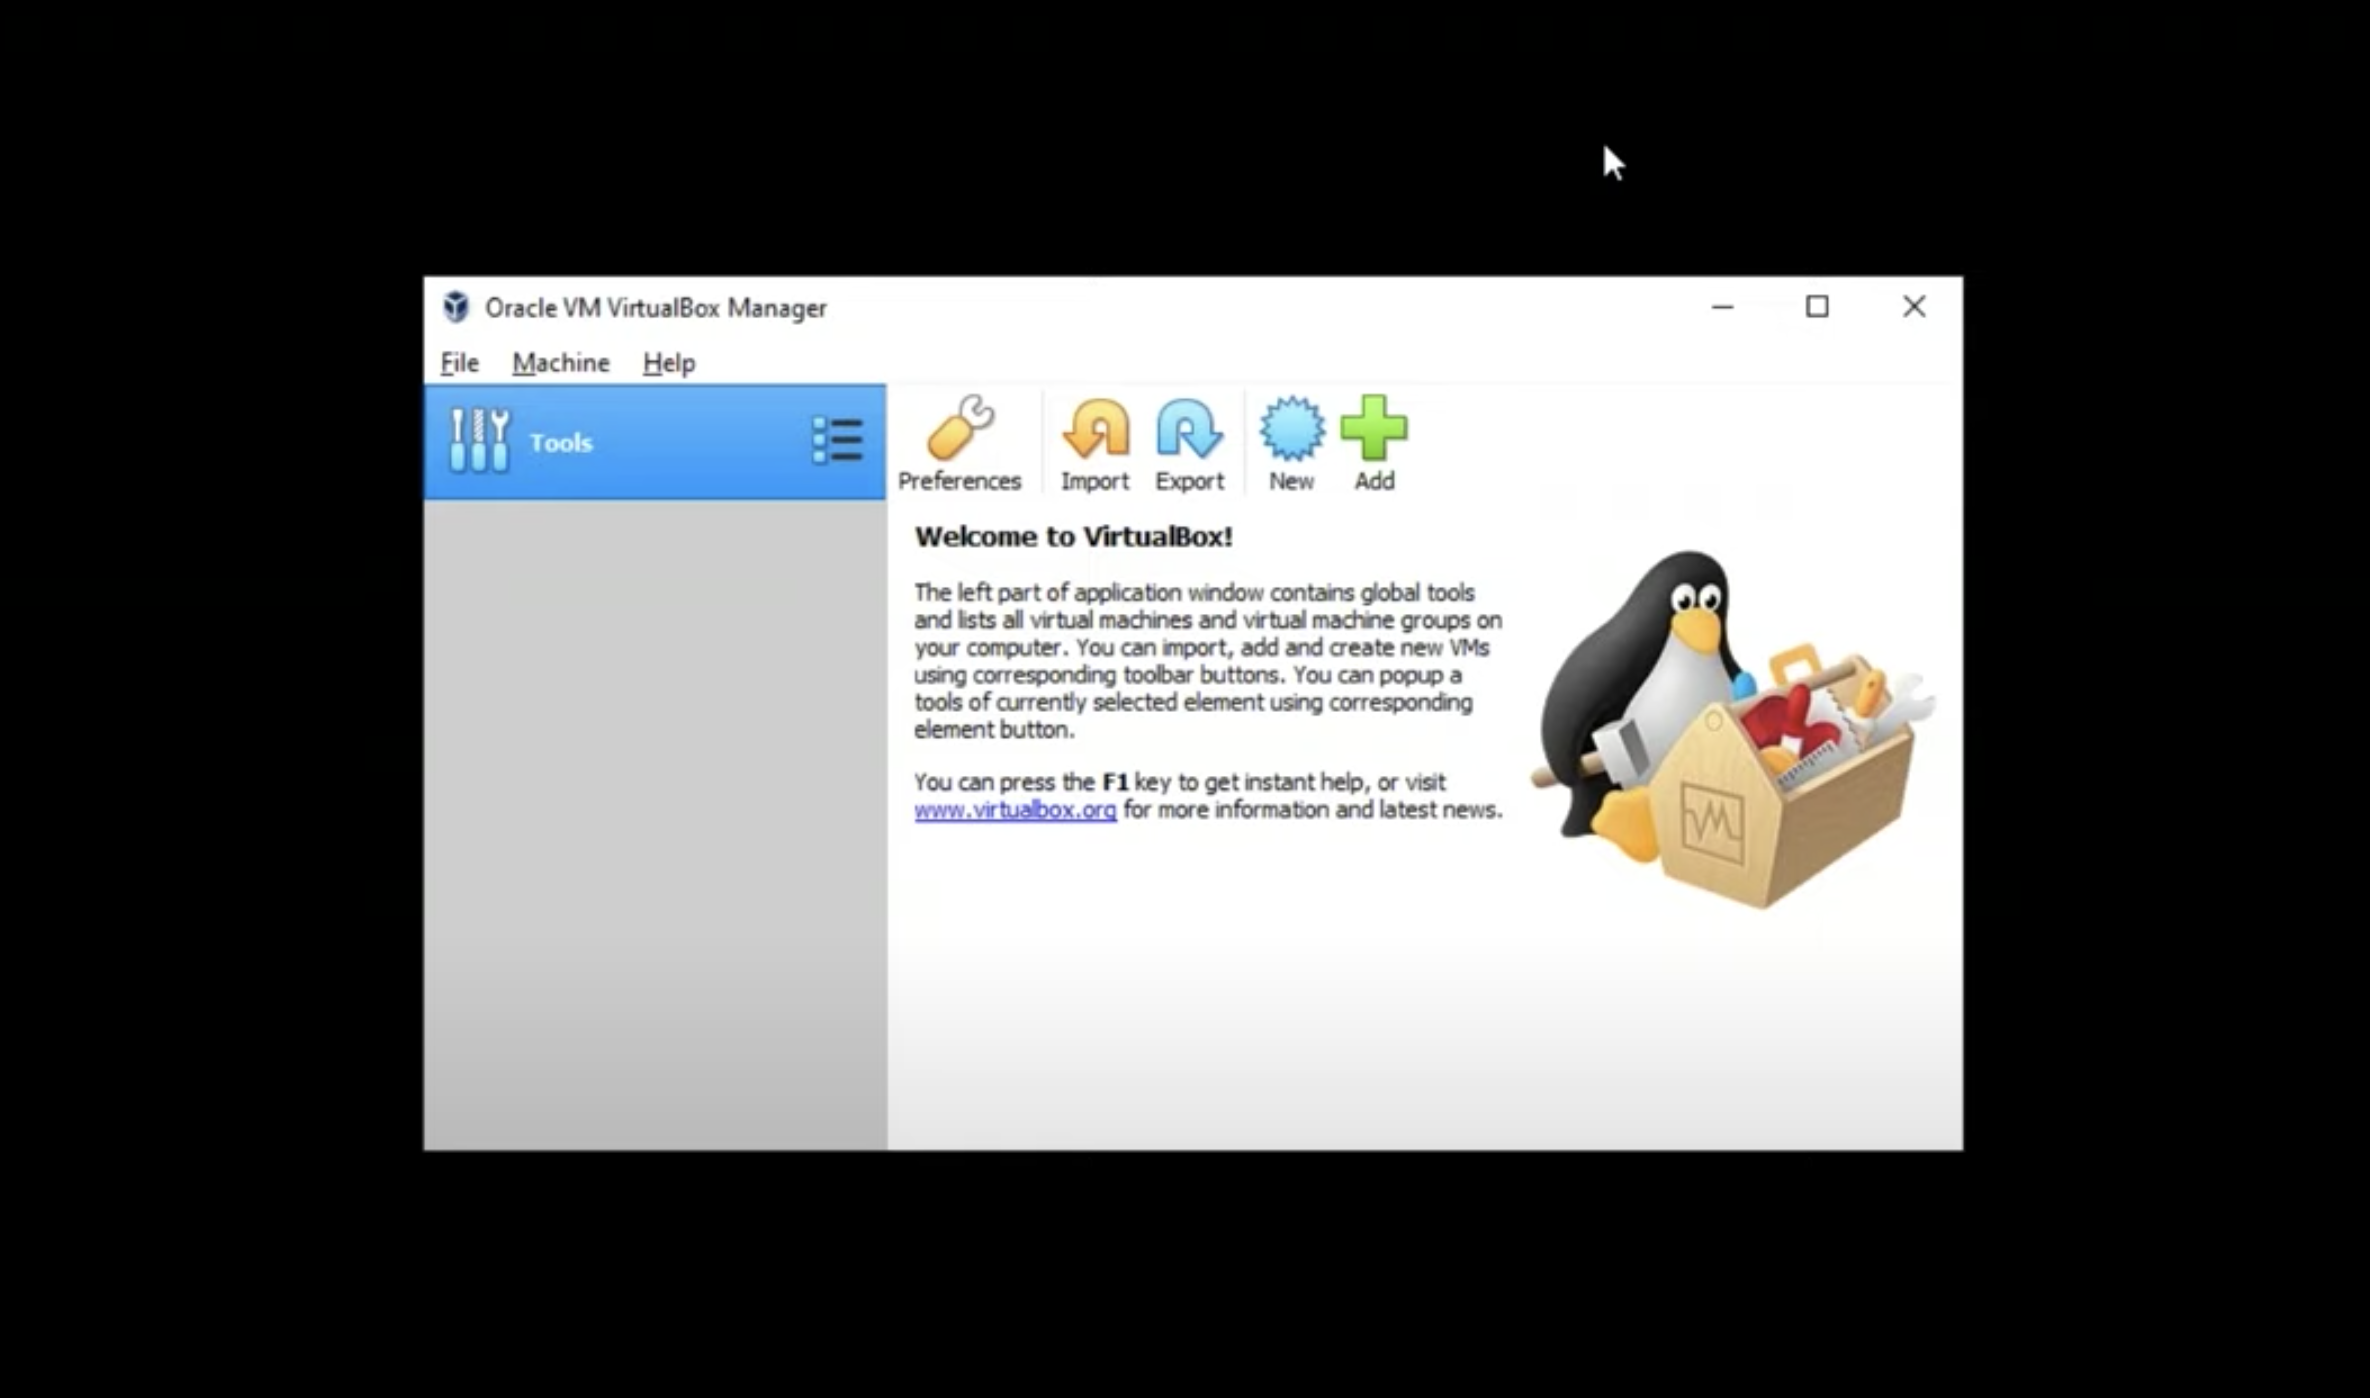 Oracle VM VirtualBox Manager
File Machine Help
Tools
Preferences Import Export New Add
Welcome to VirtualBox!
The left part of application window contains global tools
and lists all virtual machines and virtual machine groups on
your computer. You can import, add and create new VMs
using corresponding toolbar buttons. You can popup a
tools of currently selected element using corresponding
element button.
You can press the F1 key to get instant help, or visit
www.virtualbox.org for more information and latest news.